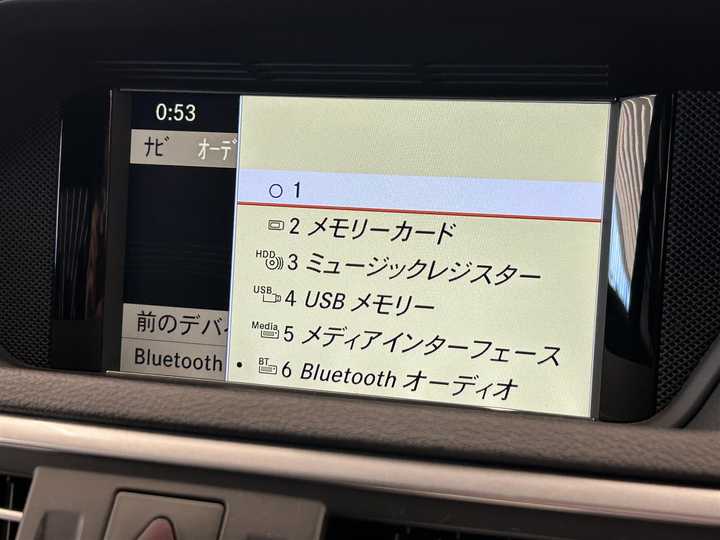 0:53
ナビ オーデ
1
2 メモリーカード
HDD 3 ミュージックレジスター
USB 4 USB メモリー
Media 5 メディアインターフェース
BT 6 Bluetooth オーディオ
前のデバイ
Bluetooth